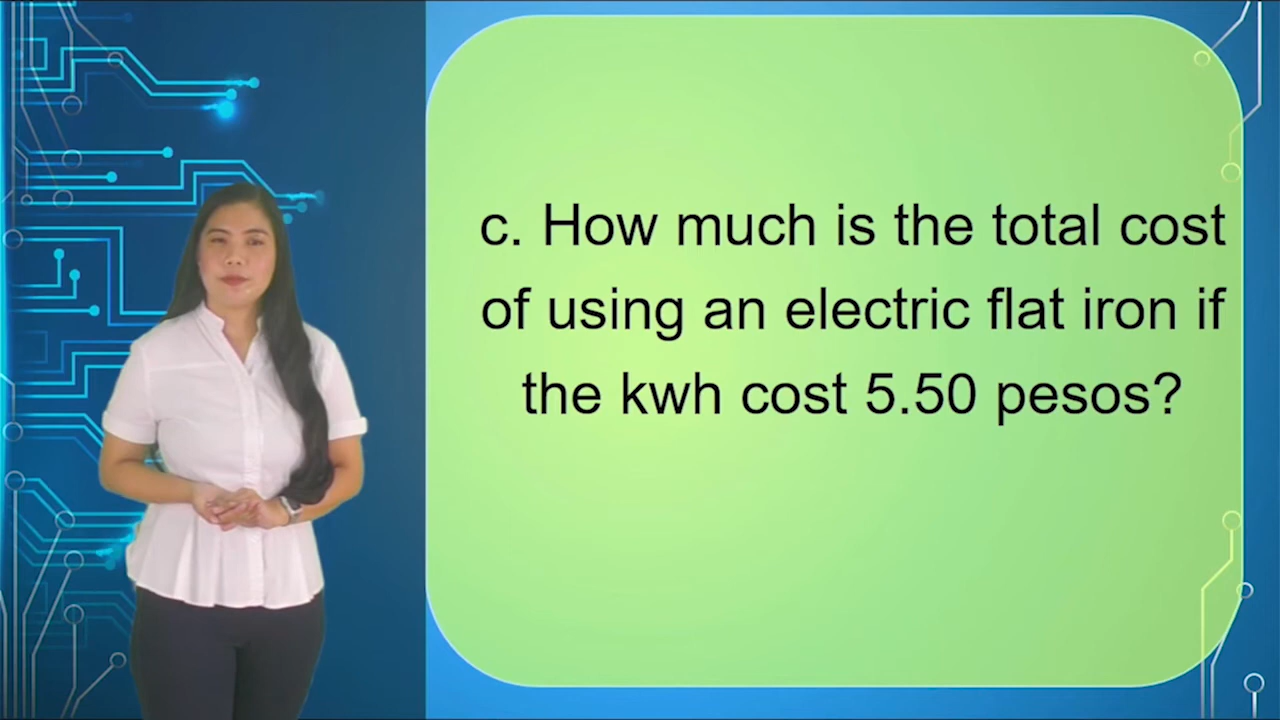 c. How much is the total cost
of using an electric flat iron if
the kwh cost 5.50 pesos?